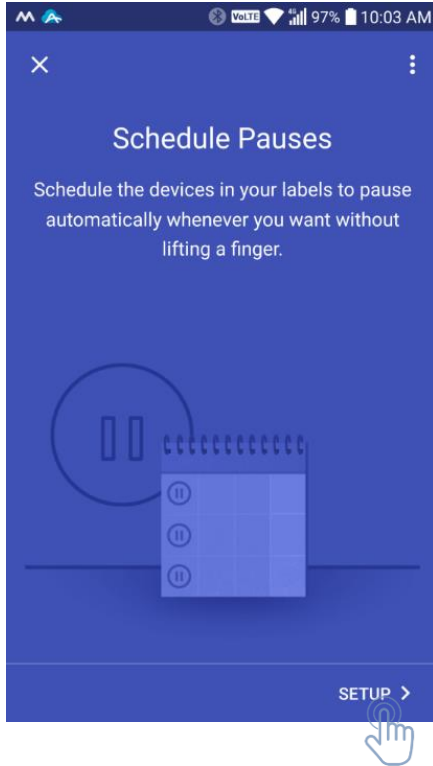 VoLTE 4G 97% 10:03 AM
Schedule Pauses
Schedule the devices in your labels to pause
automatically whenever you want without
lifting a finger.
SETUP